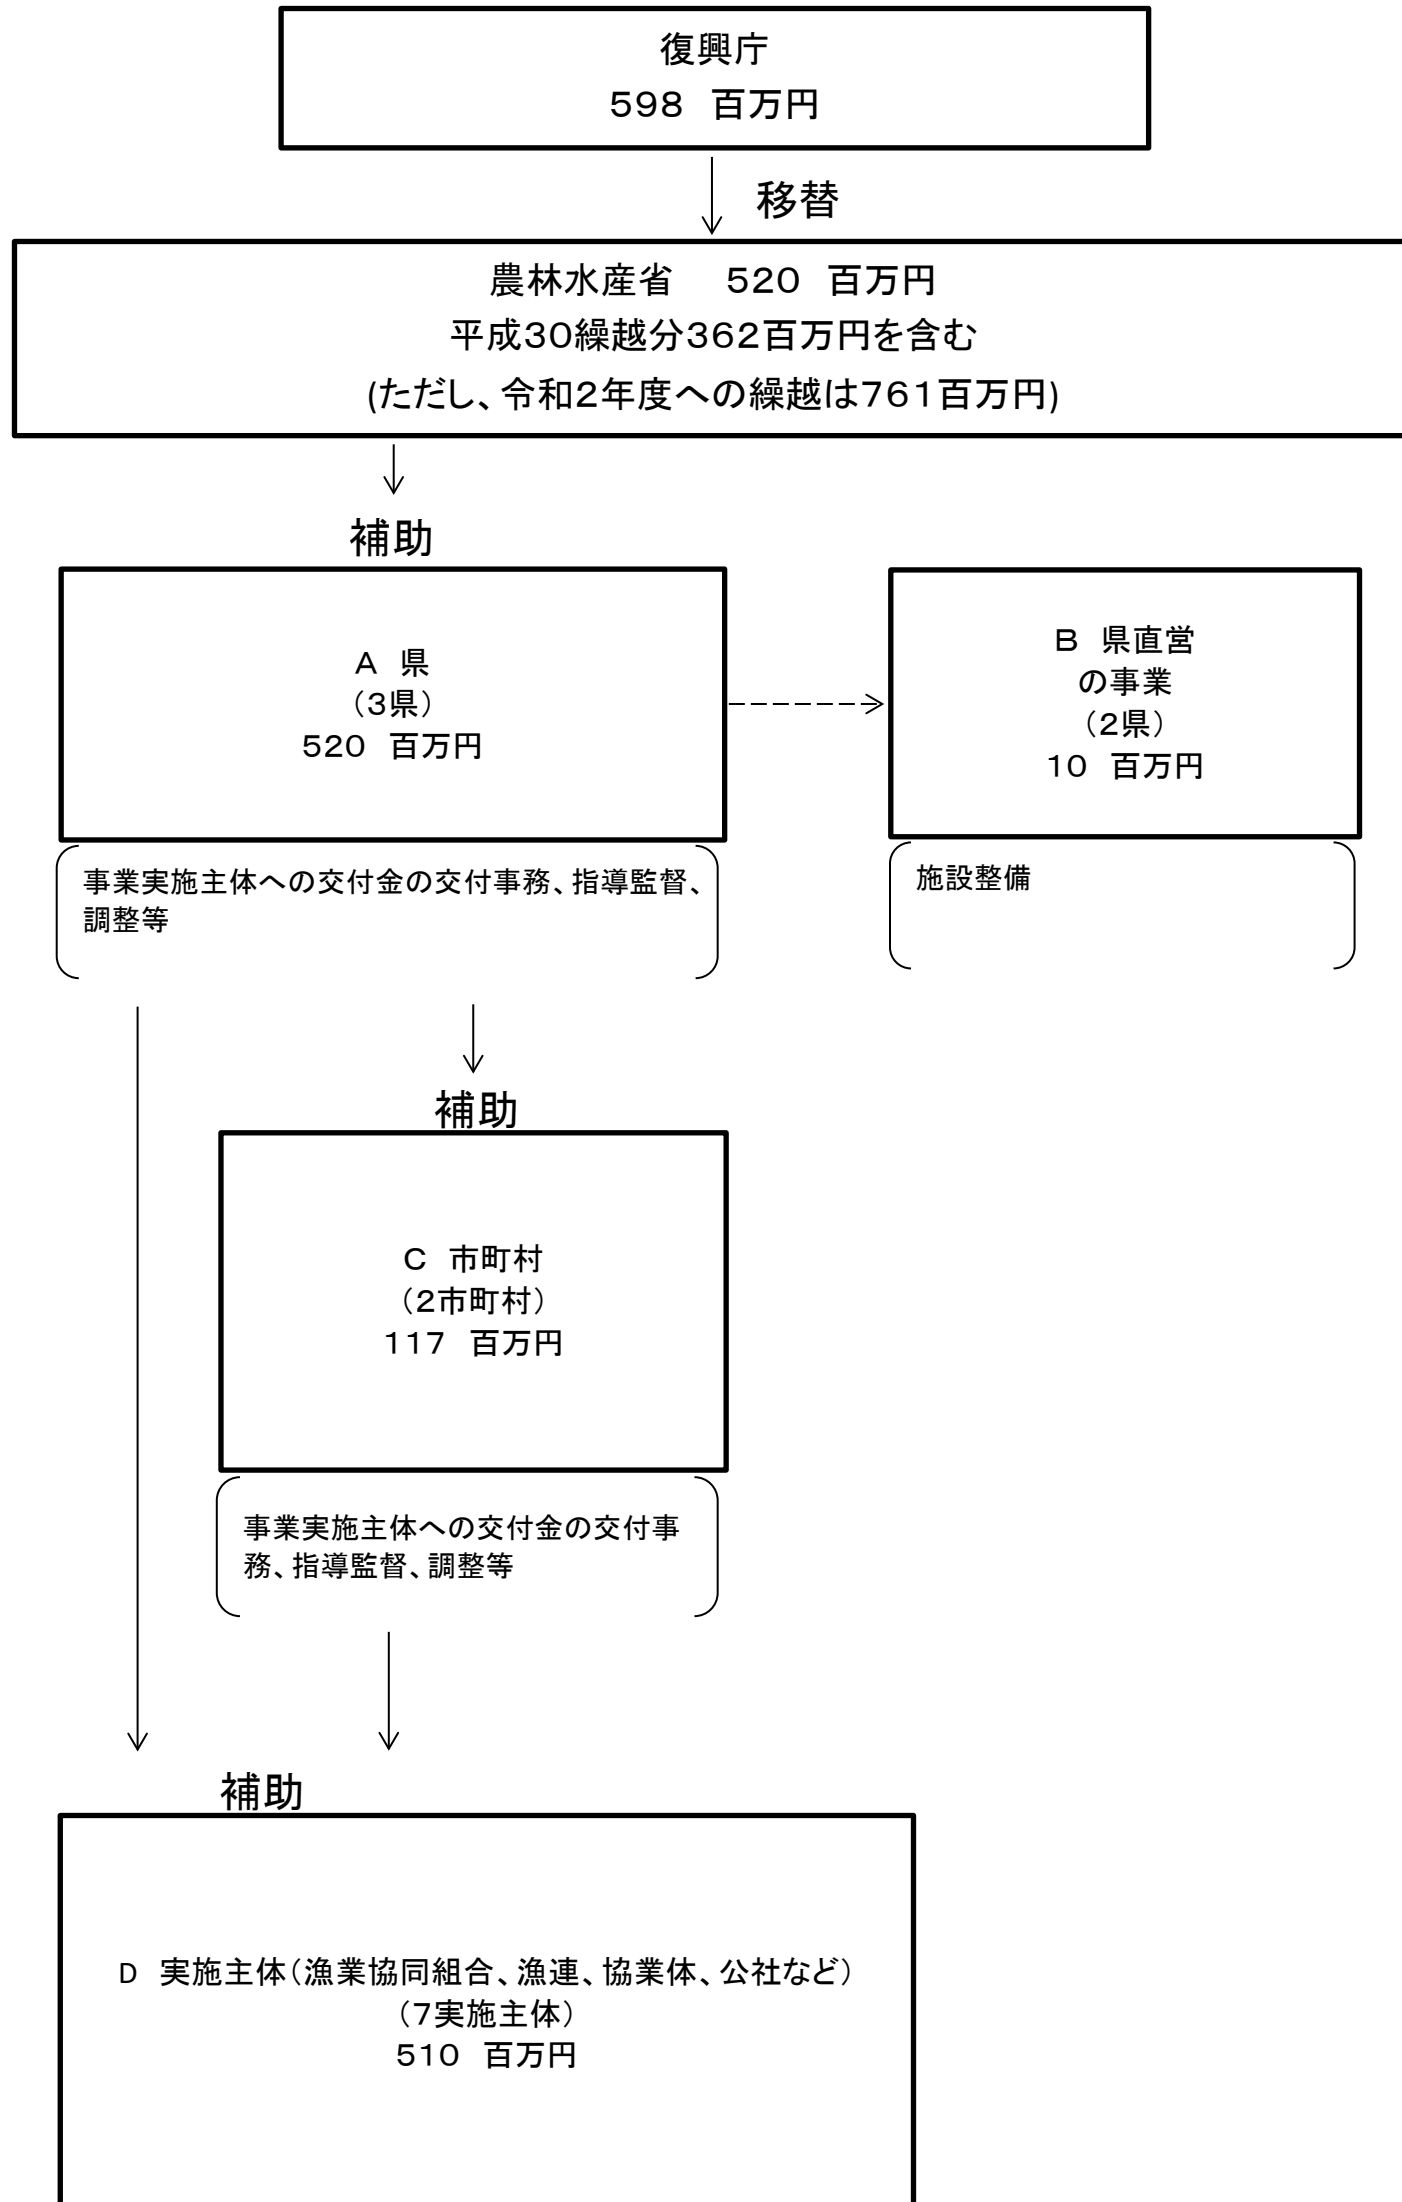 復興庁
５９８　百万円
移替
農林水産省　５２０　百万円
平成３０繰越分３６２百万円を含む
(ただし、令和２年度への繰越は７６１百万円)
補助
Ａ　県
（３県）
５２０　百万円
Ｂ　県直営
の事業
（２県）
１０　百万円
事業実施主体への交付金の交付事務、指導監督、
調整等
施設整備
補助
Ｃ　市町村
（２市町村）
１１７　百万円
事業実施主体への交付金の交付事
務、指導監督、調整等
補助
D　実施主体（漁業協同組合、漁連、協業体、公社など）
（７実施主体）
５１０　百万円